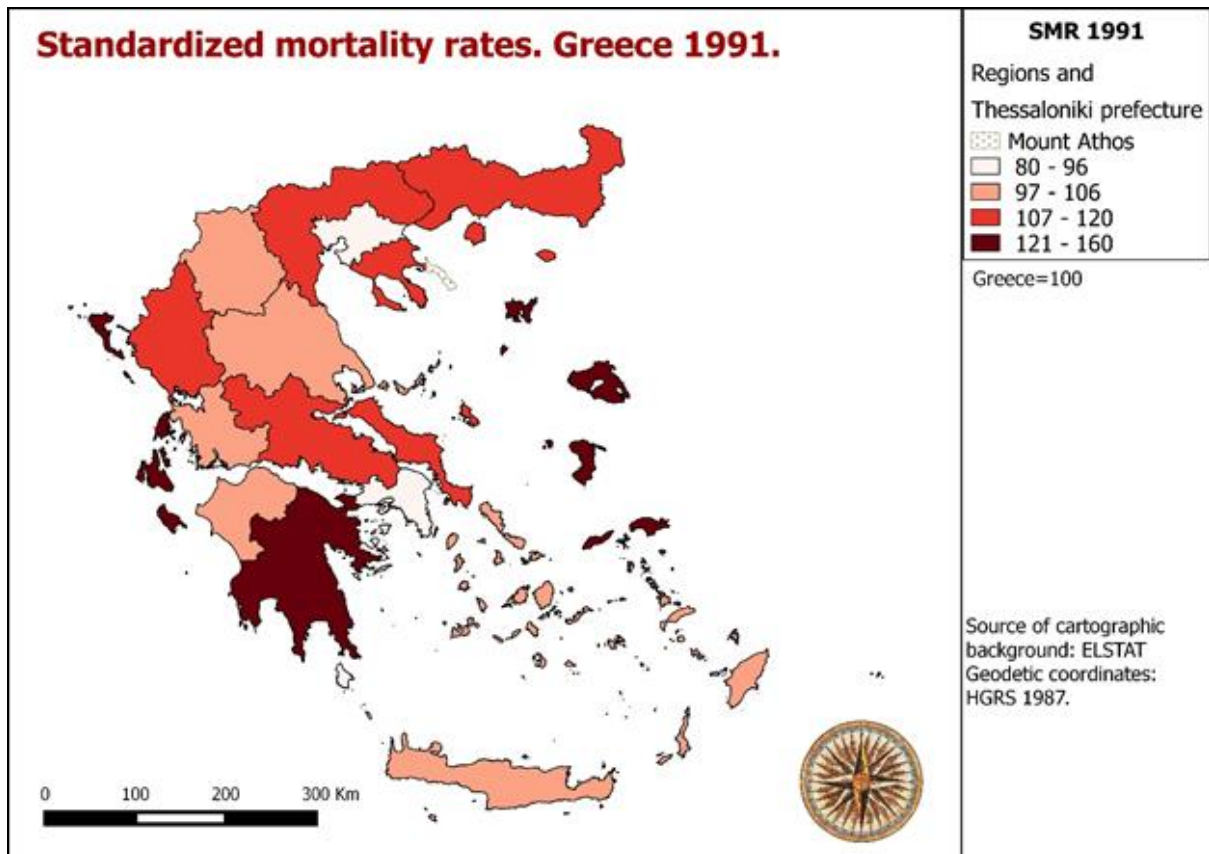 Standardized mortality rates. Greece 1991.
SMR 1991
Regions and
Thessaloniki prefecture
Mount Athos
80 - 96
97 - 106
107 - 120
121 - 160
Greece=100
Source of cartographic
background: ELSTAT
Geodetic coordinates:
HGRS 1987.
0 100 200 300 Km